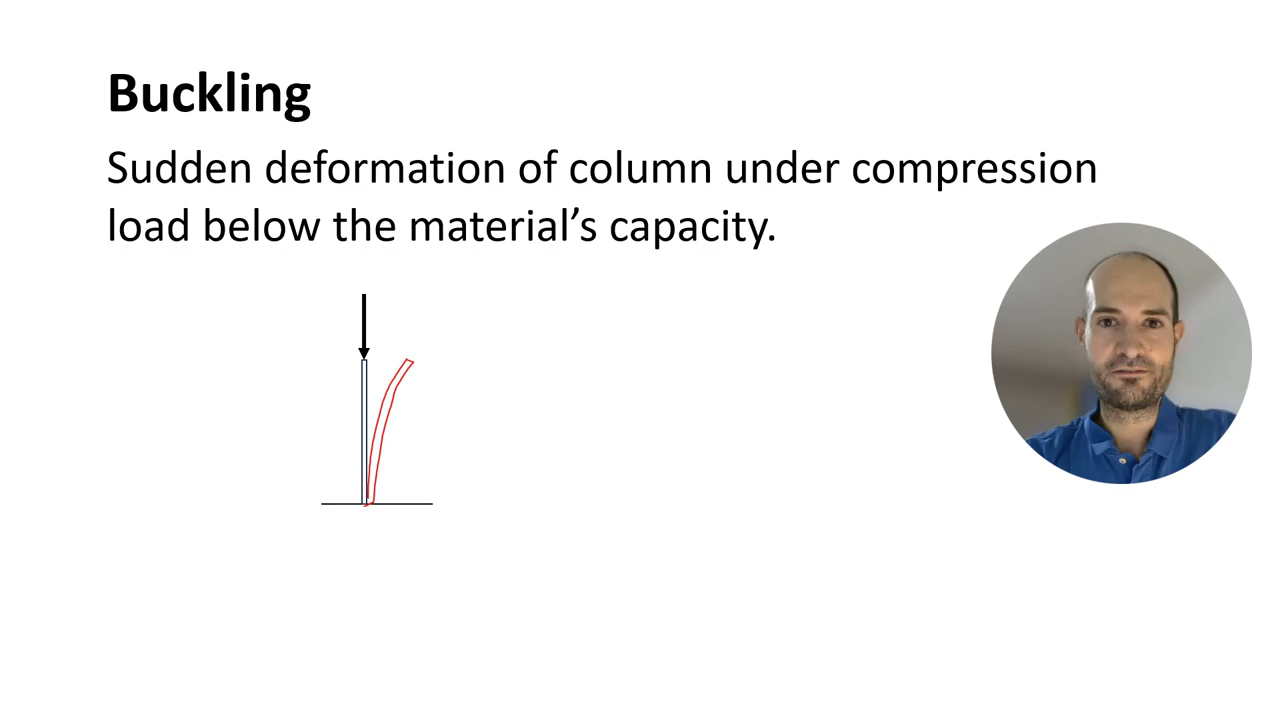 Buckling
Sudden deformation of column under compression
load below the material’s capacity.